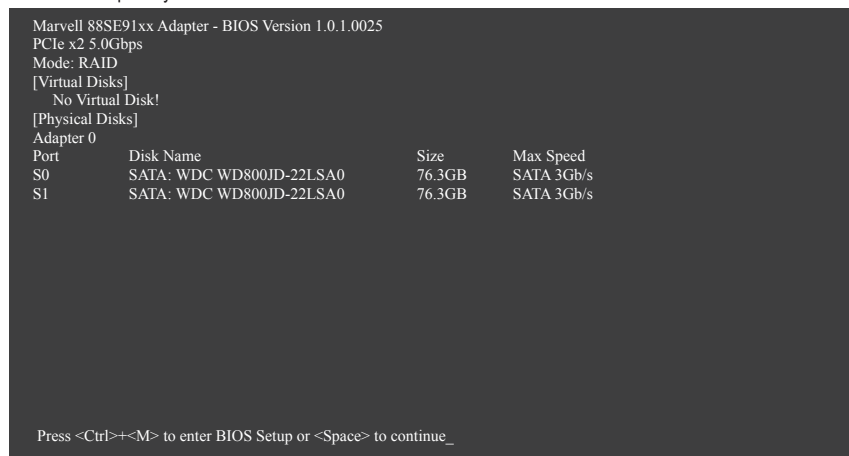 Marvell 88SE91xx Adapter - BIOS Version 1.0.1.0025
PCIe x2 5.0Gbps
Mode: RAID
[Virtual Disks]
No Virtual Disk!
[Physical Disks]
Adapter 0
Port Disk Name Size Max Speed
S0 SATA: WDC WD800JD-22LSA0 76.3GB SATA 3Gb/s
S1 SATA: WDC WD800JD-22LSA0 76.3GB SATA 3Gb/s
Press <Ctrl>+<M> to enter BIOS Setup or <Space> to continue_